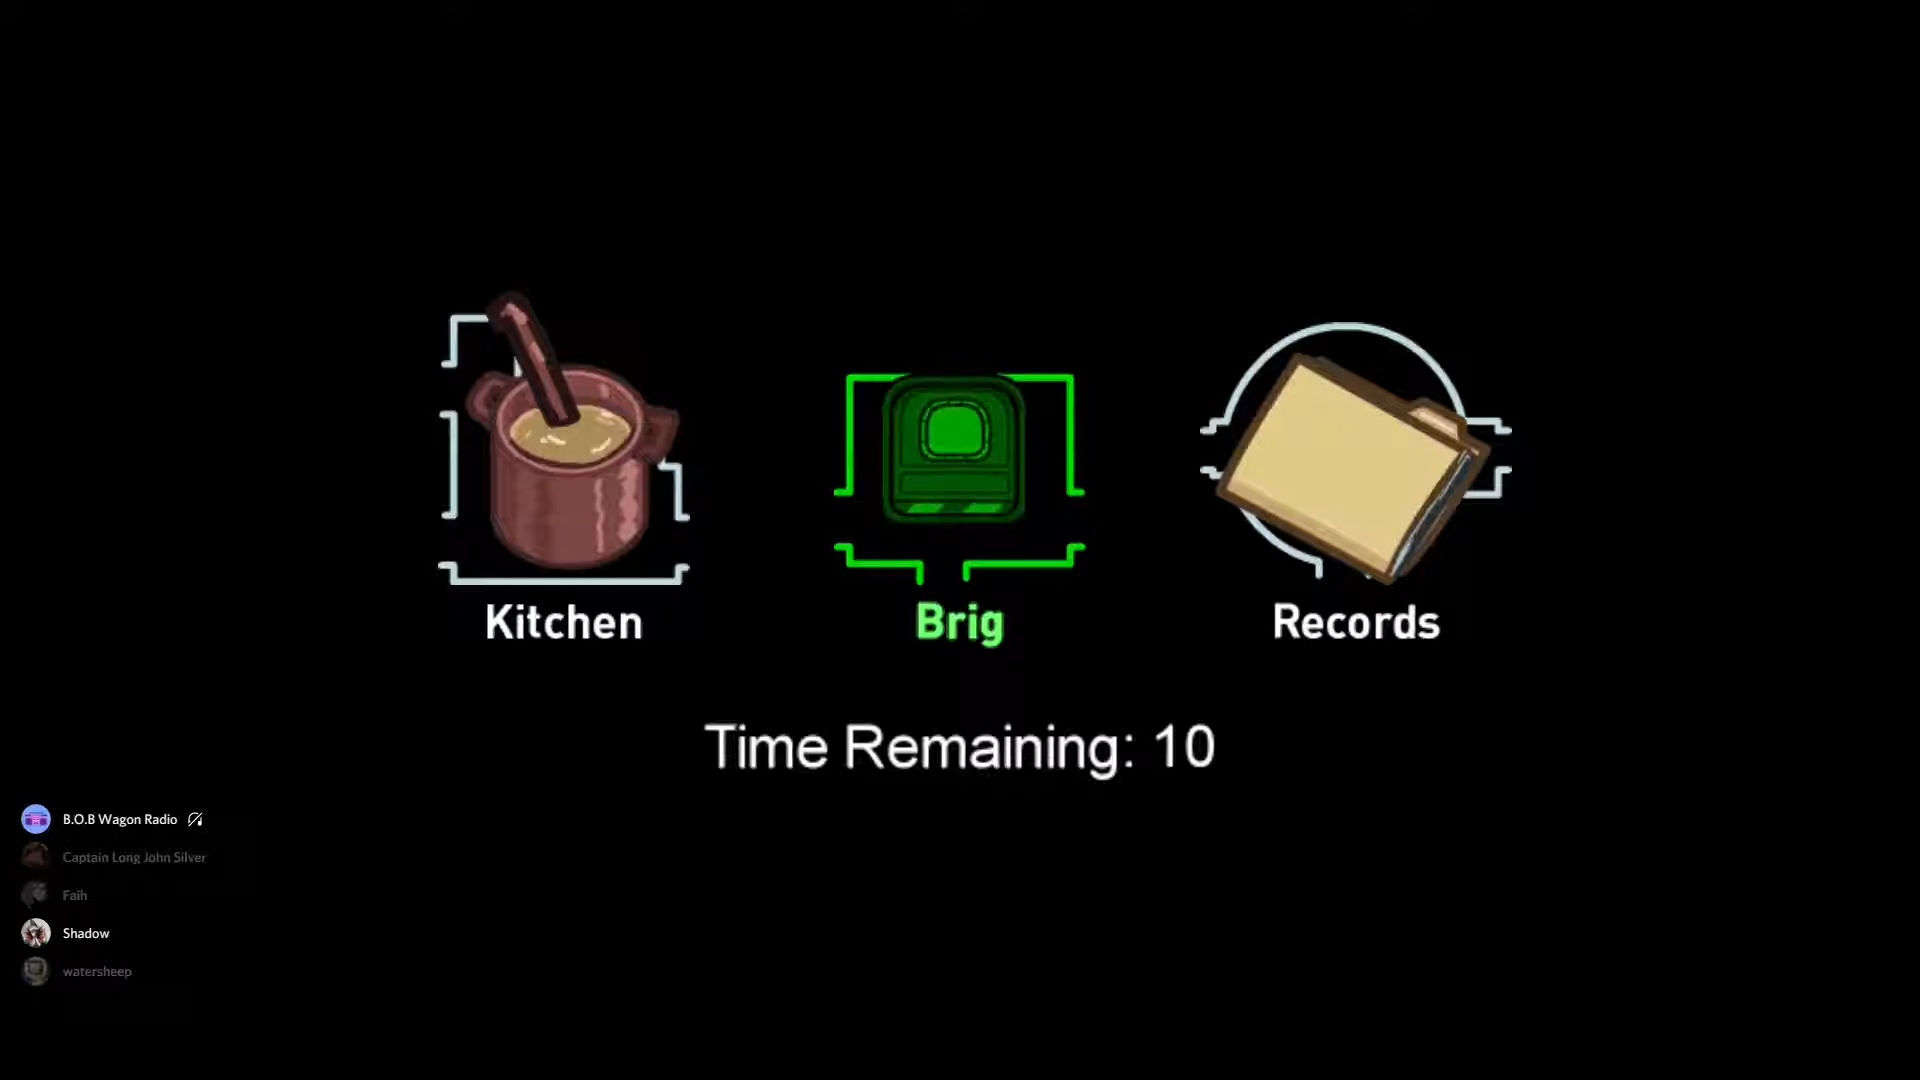 Kitchen
Brig
Records
Time Remaining: 10
B.O.B Wagon Radio
Captain Long John Silver
Faih
Shadow
watersheep